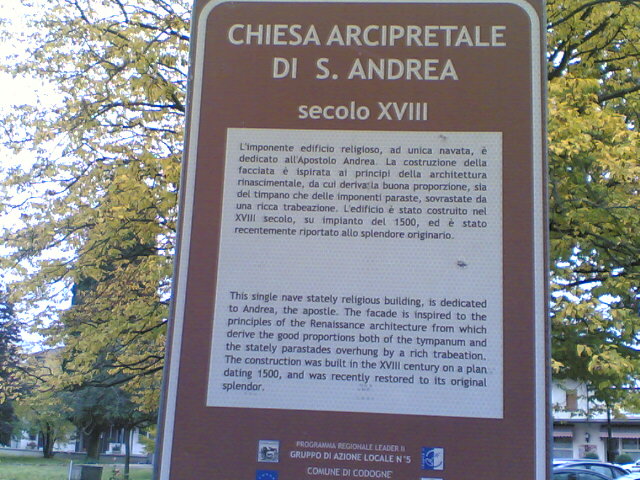 CHIESA ARCIPRETALE
DI S. ANDREA
secolo XVIII
L'imponente edificio religioso, ad unica navata, è
dedicato all'Apostolo Andrea. La costruzione della
facciata è ispirata ai principi della architettura
rinascimentale, da cui deriva la buona proporzione, sia
del timpano che delle imponenti paraste, sovrastate da
una ricca trabeazione. L'edificio è stato costruito nel
XVIII secolo, su impianto del 1500, ed è stato
recentemente riportato allo splendore originario.
This single nave stately religious building, is dedicated
to Andrea, the apostle. The facade is inspired to the
principles of the Renaissance architecture from which
derive the good proportions both of the tympanum and
the stately parastades overhung by a rich trabeation.
The construction was built in the XVIII century on a plan
dating 1500, and was recently restored to its original
splendor.
PROGRAMMA REGIONALE LEADER II
GRUPPO DI AZIONE LOCALE N°5
COMUNE DI CODOGNE'